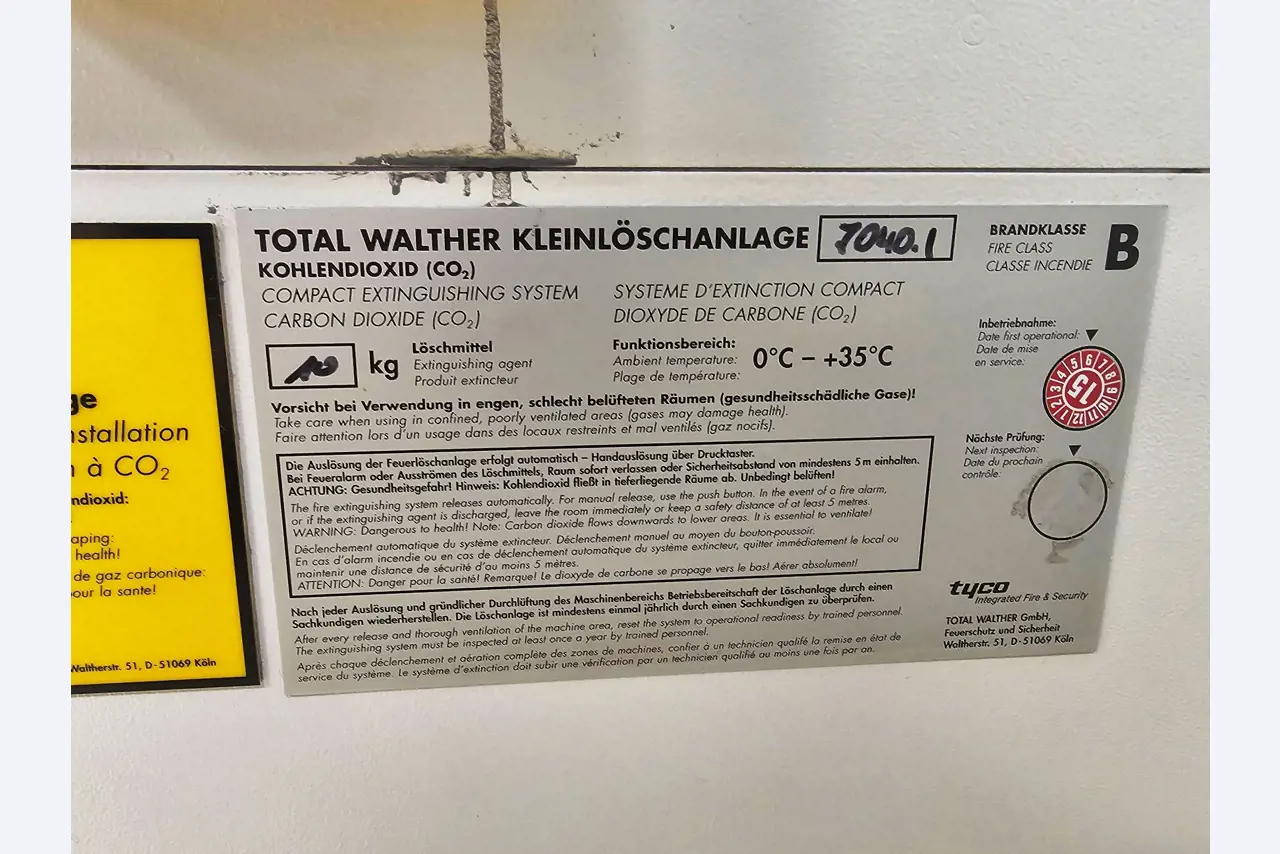 TOTAL WALTHER KLEINLÖSCHANLAGE 7040.1
KOHLENDIOXID (CO₂)
COMPACT EXTINGUISHING SYSTEM
CARBON DIOXIDE (CO₂)
SYSTEME D'EXTINCTION COMPACT
DIOXYDE DE CARBONE (CO₂)
BRANDKLASSE
FIRE CLASS
CLASSE INCENDIE
B
10 kg
Löschmittel
Extinguishing agent
Produit extincteur
Funktionsbereich:
Ambient temperature:
Plage de température:
0°C – +35°C
Inbetriebnahme:
Date first operational:
Date de mise
en service:
15
1 2 3 4 5 6 7 8 9 10 11 12
Vorsicht bei Verwendung in engen, schlecht belüfteten Räumen (gesundheitsschädliche Gase)!
Take care when using in confined, poorly ventilated areas (gases may damage health).
Faire attention lors d'un usage dans des locaux restreints et mal ventilés (gaz nocifs).
Nächste Prüfung:
Next inspection:
Date du prochain
contrôle:
Die Auslösung der Feuerlöschanlage erfolgt automatisch – Handauslösung über Drucktaster.
Bei Feueralarm oder Ausströmen des Löschmittels, Raum sofort verlassen oder Sicherheitsabstand von mindestens 5 m einhalten.
ACHTUNG: Gesundheitsgefahr! Hinweis: Kohlendioxid fließt in tieferliegende Räume ab. Unbedingt belüften!
The fire extinguishing system releases automatically. For manual release, use the push button. In the event of a fire alarm,
or if the extinguishing agent is discharged, leave the room immediately or keep a safety distance of at least 5 metres.
WARNING: Dangerous to health! Note: Carbon dioxide flows downwards to lower areas. It is essential to ventilate!
Déclenchement automatique du système extincteur. Déclenchement manuel au moyen du bouton-poussoir.
En cas d'alarm incendie ou en cas de déclenchement automatique du système extincteur, quitter immédiatement le local ou
maintenir une distance de sécurité d'au moins 5 mètres.
ATTENTION: Danger pour la santé! Remarque! Le dioxyde de carbone se propage vers le bas! Aérer absolument!
Nach jeder Auslösung und gründlicher Durchlüftung des Maschinenbereichs Betriebsbereitschaft der Löschanlage durch einen
Sachkundigen wiederherstellen. Die Löschanlage ist mindestens einmal jährlich durch einen Sachkundigen zu überprüfen.
After every release and thorough ventilation of the machine area, reset the system to operational readiness by trained personnel.
The extinguishing system must be inspected at least once a year by trained personnel.
Après chaque déclenchement et aération complète des zones de machines, confier à un technicien qualifé la remise en état de
service du système. Le système d'extinction doit subir une vérification par un technicien qualifié au moins une fois par an.
tyco
Integrated Fire & Security
TOTAL WALTHER GmbH,
Feuerschutz und Sicherheit
Waltherstr. 51, D-51069 Köln
ge
nstallation
n à CO₂
ndioxid:
aping:
health!
de gaz carbonique:
our la sante!
Waltherstr. 51, D-51069 Köln